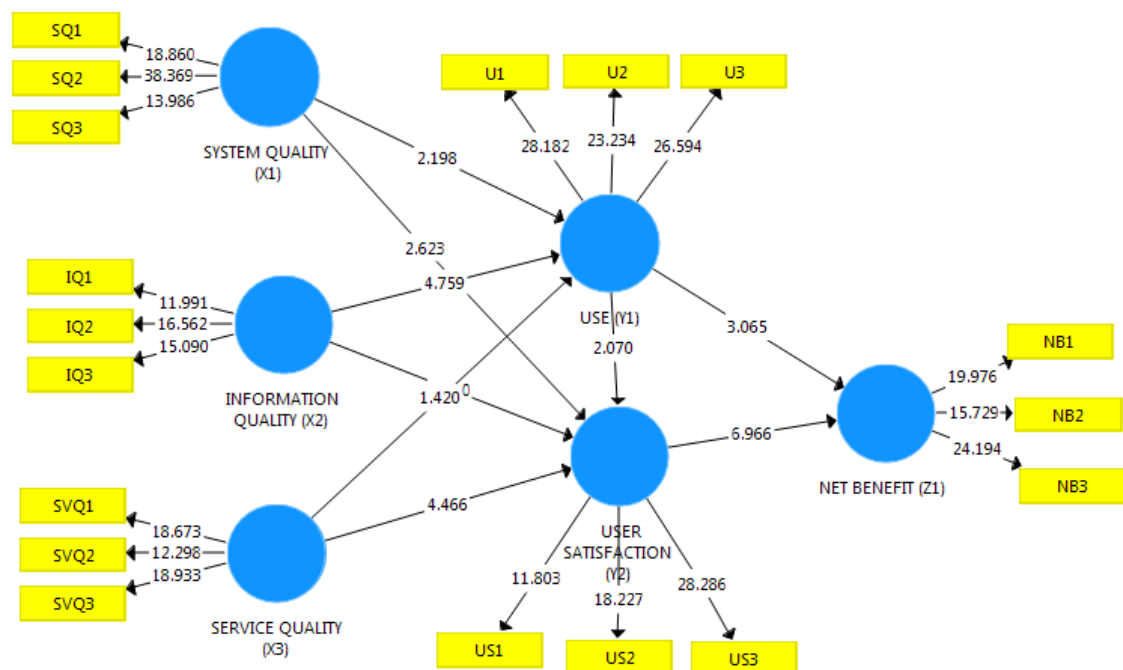 SQ1
18.860
SQ2
38.369
SQ3
13.986
SYSTEM QUALITY
(X1)
U1
U2
U3
28.182
23.234
26.594
2.198
2.623
4.759
USE (Y1)
2.070
3.065
IQ1
11.991
IQ2
16.562
IQ3
15.090
INFORMATION
QUALITY (X2)
1.420
6.966
NB1
19.976
NB2
15.729
NB3
24.194
NET BENEFIT (Z1)
SVQ1
18.673
SVQ2
12.298
SVQ3
18.933
SERVICE QUALITY
(X3)
4.466
USER
SATISFACTION
(Y2)
11.803
18.227
28.286
US1
US2
US3